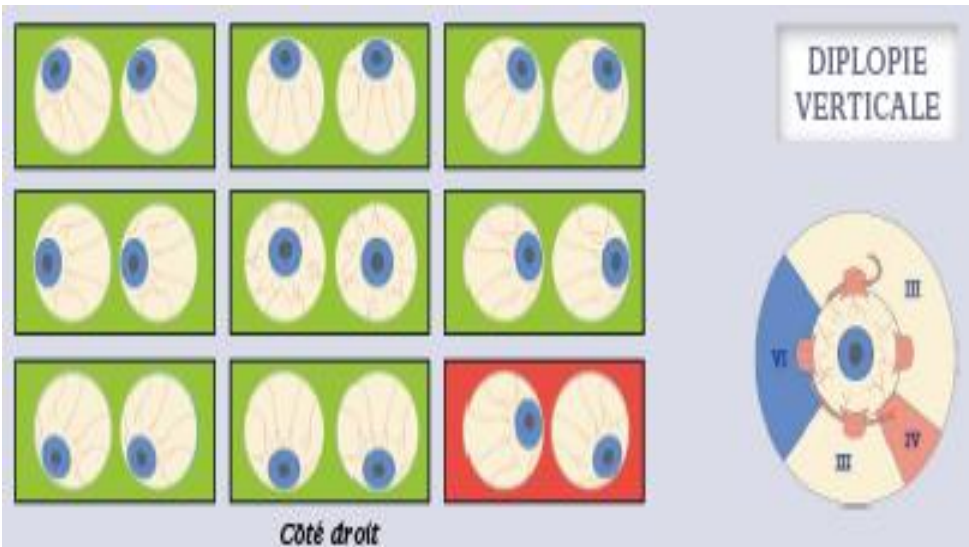 DIPLOPIE
VERTICALE
III
VI
IV
III
Côté droit